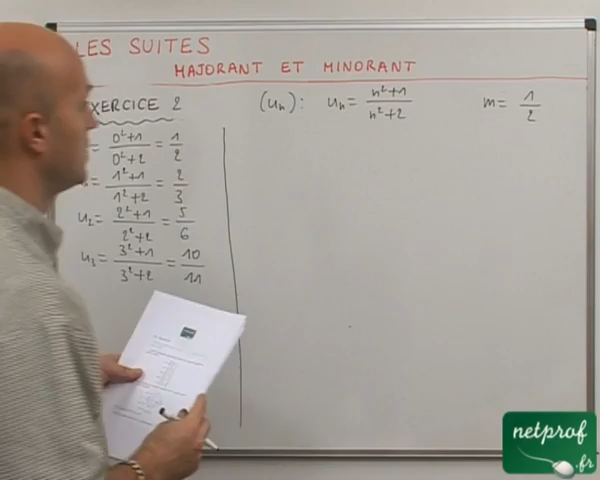 LES SUITES
MAJORANT ET MINORANT
EXERCICE 2
(uₙ): uₙ = (n²+1)/(n²+2) m = 1/2
= (0²+1)/(0²+2) = 1/2
= (1²+1)/(1²+2) = 2/3
u₂ = (2²+1)/(2²+2) = 5/6
u₃ = (3²+1)/(3²+2) = 10/11
netprof
.fr